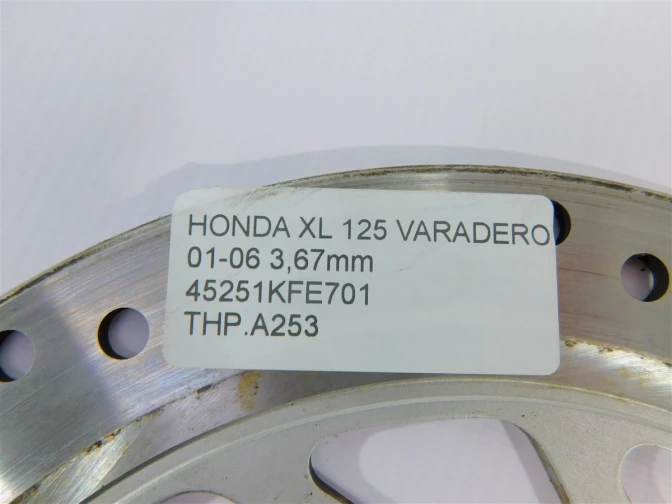 HONDA XL 125 VARADERO
01-06 3,67mm
45251KFE701
THP.A253